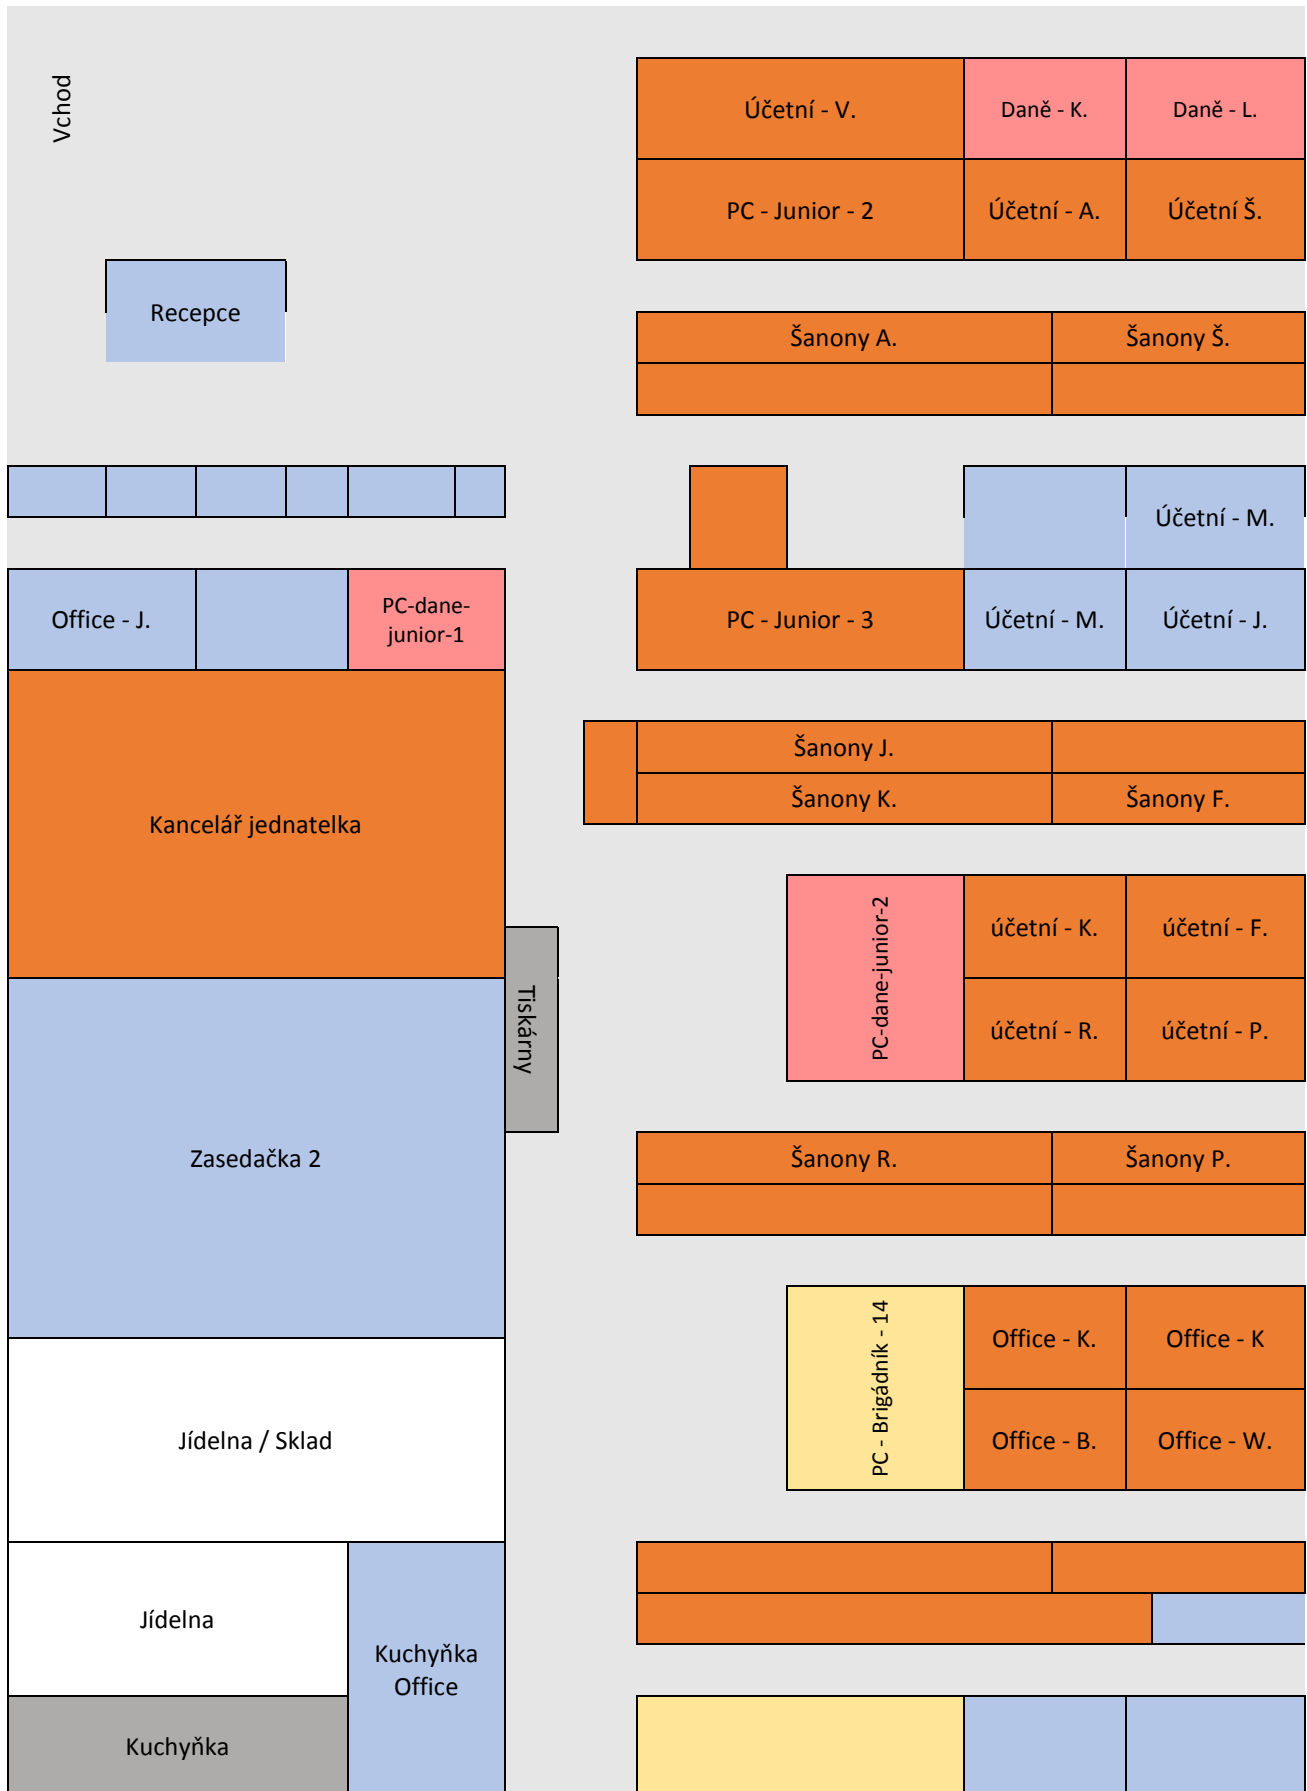 Vchod
Účetní - V.
Daně - K.
Daně - L.
PC - Junior - 2
Účetní - A.
Účetní Š.
Recepce
Šanony A.
Šanony Š.
Účetní - M.
Office - J.
PC-dane-
junior-1
PC - Junior - 3
Účetní - M.
Účetní - J.
Šanony J.
Šanony K.
Šanony F.
Kancelář jednatelka
PC-dane-junior-2
účetní - K.
účetní - F.
Tiskárny
účetní - R.
účetní - P.
Zasedačka 2
Šanony R.
Šanony P.
PC - Brigádník - 14
Office - K.
Office - K
Jídelna / Sklad
Office - B.
Office - W.
Jídelna
Kuchyňka
Office
Kuchyňka